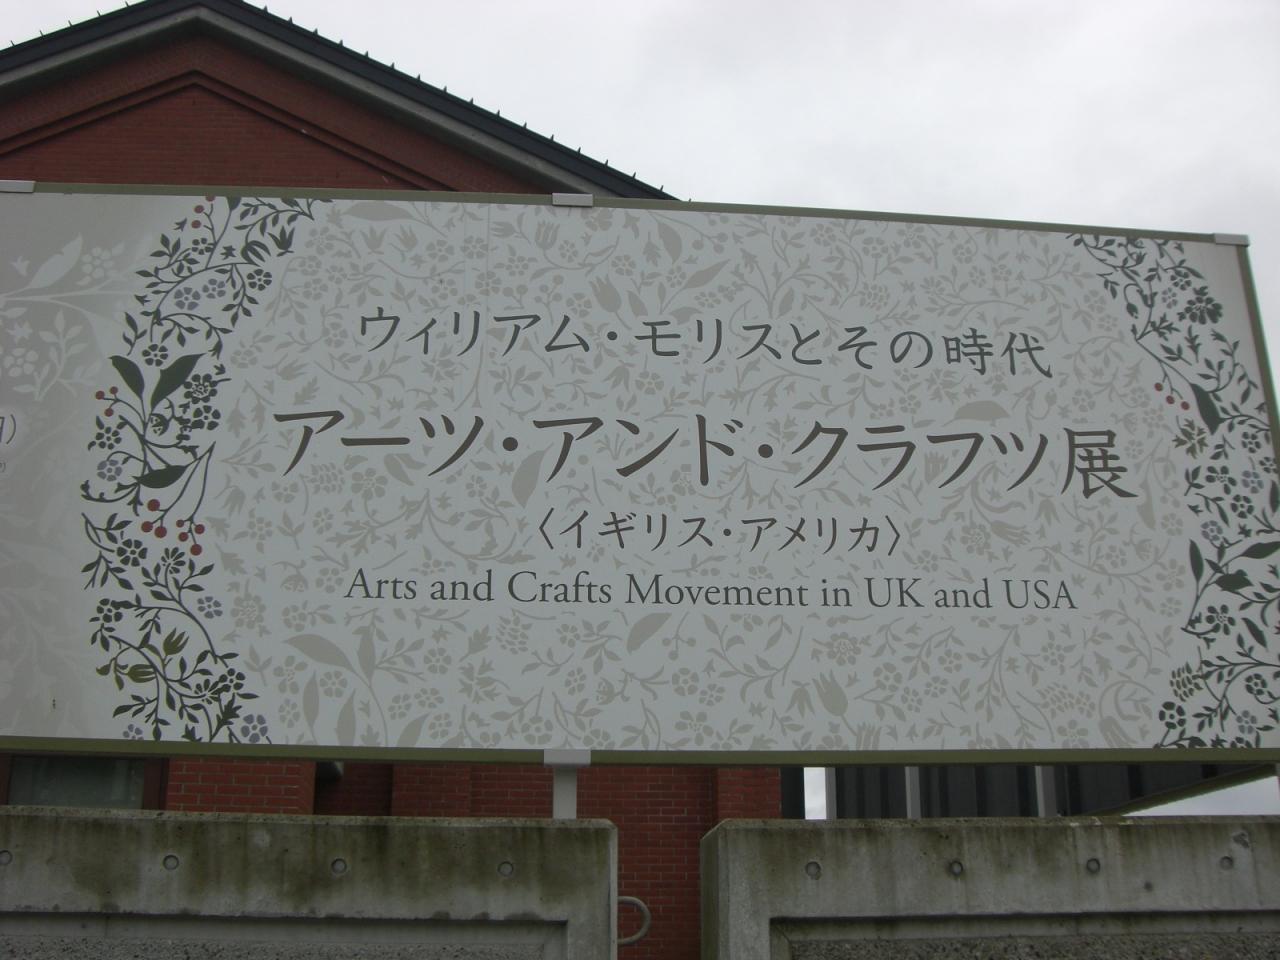 ウィリアム・モリスとその時代
アーツ・アンド・クラフツ展
〈イギリス・アメリカ〉
Arts and Crafts Movement in UK and USA